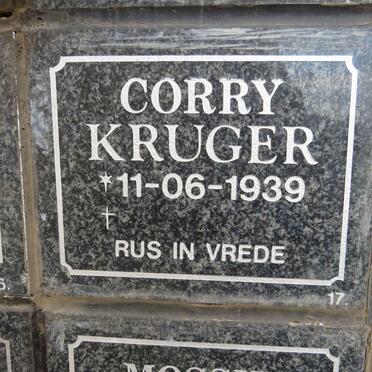 CORRY
KRUGER
*11-06-1939
†
RUS IN VREDE
17